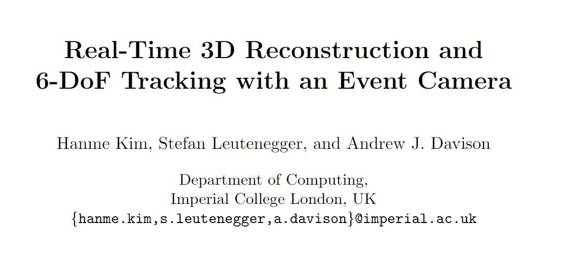 Real-Time 3D Reconstruction and
6-DoF Tracking with an Event Camera
Hanme Kim, Stefan Leutenegger, and Andrew J. Davison
Department of Computing,
Imperial College London, UK
{hanme.kim,s.leutenegger,a.davison}@imperial.ac.uk